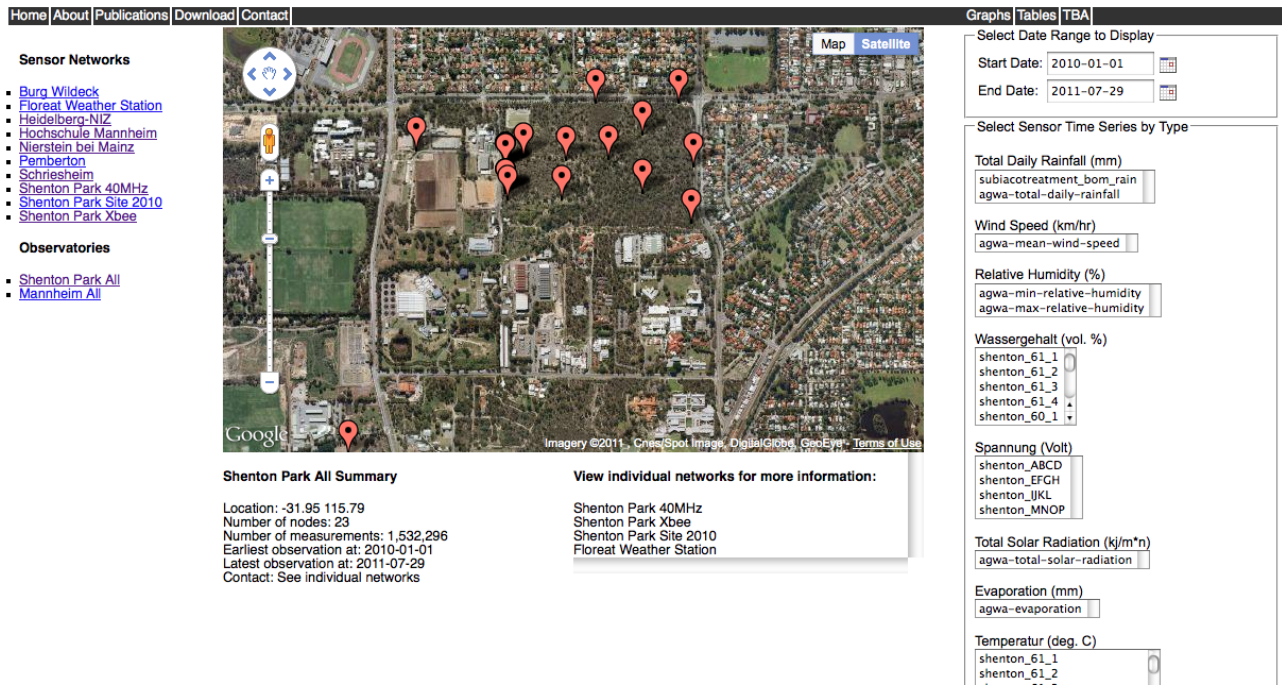 Home About Publications Download Contact
Graphs Tables TBA
Sensor Networks
Burg Wildeck
Floreat Weather Station
Heidelberg-NIZ
Hochschule Mannheim
Nierstein bei Mainz
Pemberton
Schriesheim
Shenton Park 40MHz
Shenton Park Site 2010
Shenton Park Xbee
Observatories
Shenton Park All
Mannheim All
Map Satellite
Google
Imagery ©2011 , Cnes/Spot Image, DigitalGlobe, GeoEye - Terms of Use
Shenton Park All Summary
Location: -31.95 115.79
Number of nodes: 23
Number of measurements: 1,532,296
Earliest observation at: 2010-01-01
Latest observation at: 2011-07-29
Contact: See individual networks
View individual networks for more information:
Shenton Park 40MHz
Shenton Park Xbee
Shenton Park Site 2010
Floreat Weather Station
Select Date Range to Display
Start Date: 2010-01-01
End Date: 2011-07-29
Select Sensor Time Series by Type
Total Daily Rainfall (mm)
subiacotreatment_bom_rain
agwa-total-daily-rainfall
Wind Speed (km/hr)
agwa-mean-wind-speed
Relative Humidity (%)
agwa-min-relative-humidity
agwa-max-relative-humidity
Wassergehalt (vol. %)
shenton_61_1
shenton_61_2
shenton_61_3
shenton_61_4
shenton_60_1
Spannung (Volt)
shenton_ABCD
shenton_EFGH
shenton_IJKL
shenton_MNOP
Total Solar Radiation (kj/m*n)
agwa-total-solar-radiation
Evaporation (mm)
agwa-evaporation
Temperatur (deg. C)
shenton_61_1
shenton_61_2